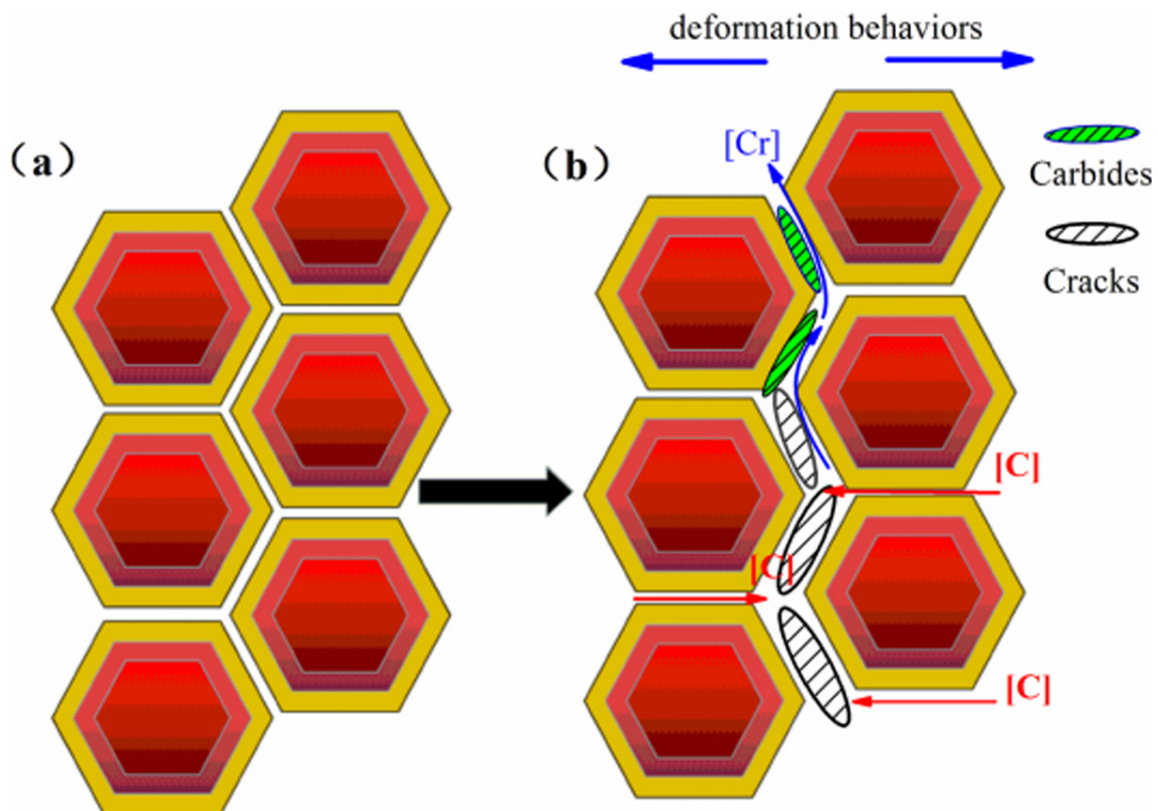 deformation behaviors
（a）
（b）
[Cr]
Carbides
Cracks
[C]
[C]
[C]